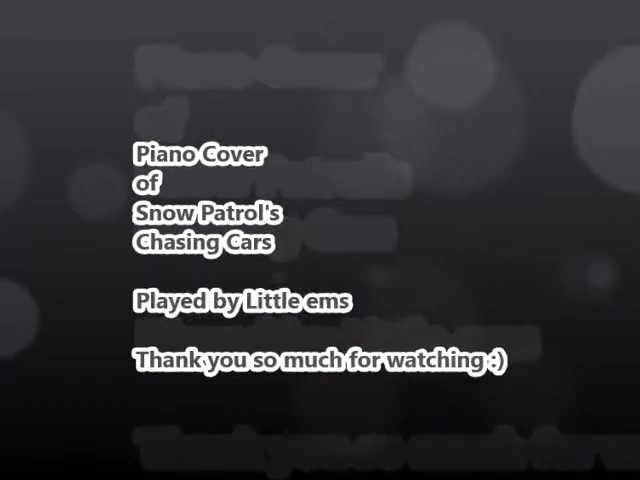 Piano Cover
of
Snow Patrol's
Chasing Cars
Played by Little ems
Thank you so much for watching :)